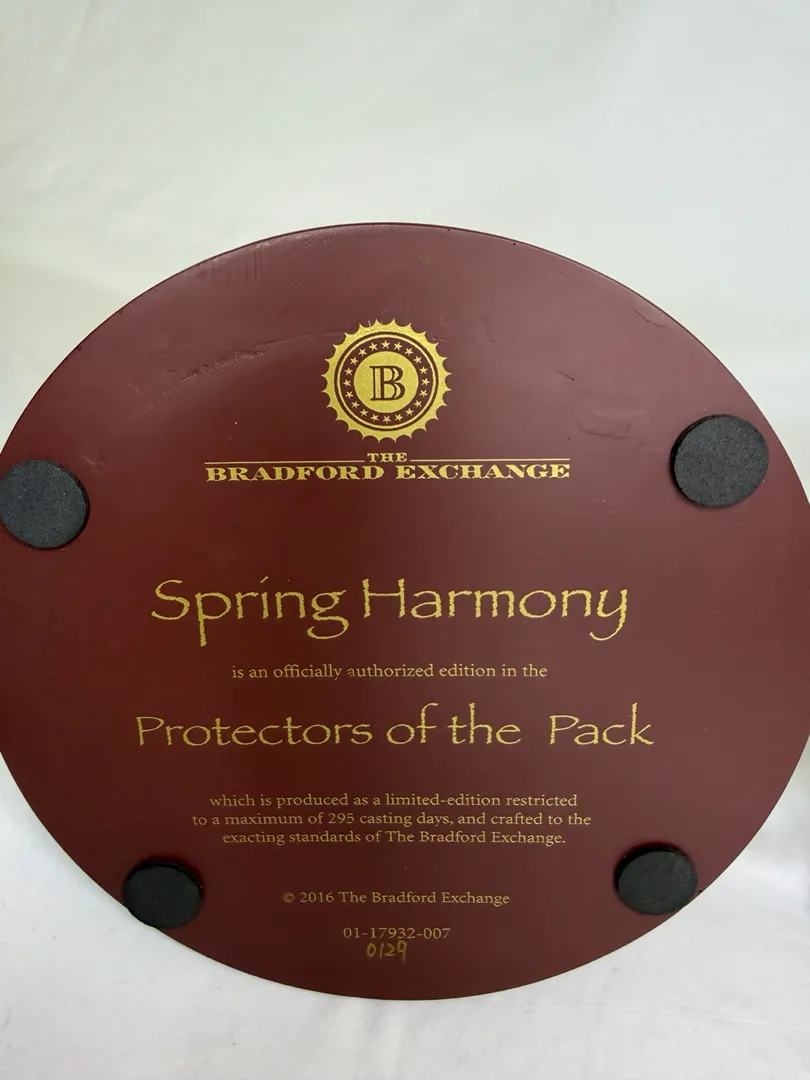 B
THE
BRADFORD EXCHANGE
Spring Harmony
is an officially authorized edition in the
Protectors of the Pack
which is produced as a limited-edition restricted
to a maximum of 295 casting days, and crafted to the
exacting standards of The Bradford Exchange.
© 2016 The Bradford Exchange
01-17932-007
0129